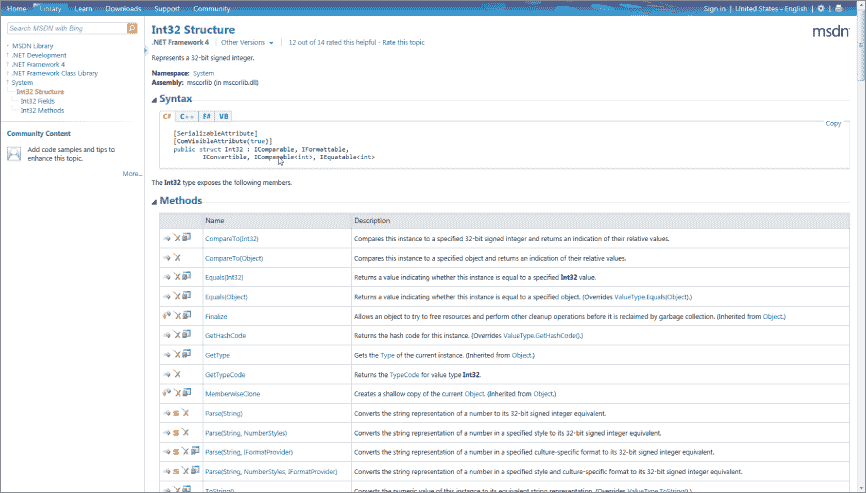 Home Library Learn Downloads Support Community Sign in | United States - English
Search MSDN with Bing
MSDN Library
.NET Development
.NET Framework 4
.NET Framework Class Library
System
Int32 Structure
Int32 Fields
Int32 Methods
Community Content
Add code samples and tips to
enhance this topic.
More...
Int32 Structure
msdn
.NET Framework 4 Other Versions 12 out of 14 rated this helpful - Rate this topic
Represents a 32-bit signed integer.
Namespace: System
Assembly: mscorlib (in mscorlib.dll)
Syntax
C# C++ F# VB
Copy
[SerializableAttribute]
[ComVisibleAttribute(true)]
public struct Int32 : IComparable, IFormattable,
IConvertible, IComparable<int>, IEquatable<int>
The Int32 type exposes the following members.
Methods
Name Description
CompareTo(Int32) Compares this instance to a specified 32-bit signed integer and returns an indication of their relative values.
CompareTo(Object) Compares this instance to a specified object and returns an indication of their relative values.
Equals(Int32) Returns a value indicating whether this instance is equal to a specified Int32 value.
Equals(Object) Returns a value indicating whether this instance is equal to a specified object. (Overrides ValueType.Equals(Object).)
Finalize Allows an object to try to free resources and perform other cleanup operations before it is reclaimed by garbage collection. (Inherited from Object.)
GetHashCode Returns the hash code for this instance. (Overrides ValueType.GetHashCode().)
GetType Gets the Type of the current instance. (Inherited from Object.)
GetTypeCode Returns the TypeCode for value type Int32.
MemberwiseClone Creates a shallow copy of the current Object. (Inherited from Object.)
Parse(String) Converts the string representation of a number to its 32-bit signed integer equivalent.
Parse(String, NumberStyles) Converts the string representation of a number in a specified style to its 32-bit signed integer equivalent.
Parse(String, IFormatProvider) Converts the string representation of a number in a specified culture-specific format to its 32-bit signed integer equivalent.
Parse(String, NumberStyles, IFormatProvider) Converts the string representation of a number in a specified style and culture-specific format to its 32-bit signed integer equivalent.
ToString() Converts the numeric value of this instance to its equivalent string representation. (Overrides ValueType.ToString().)